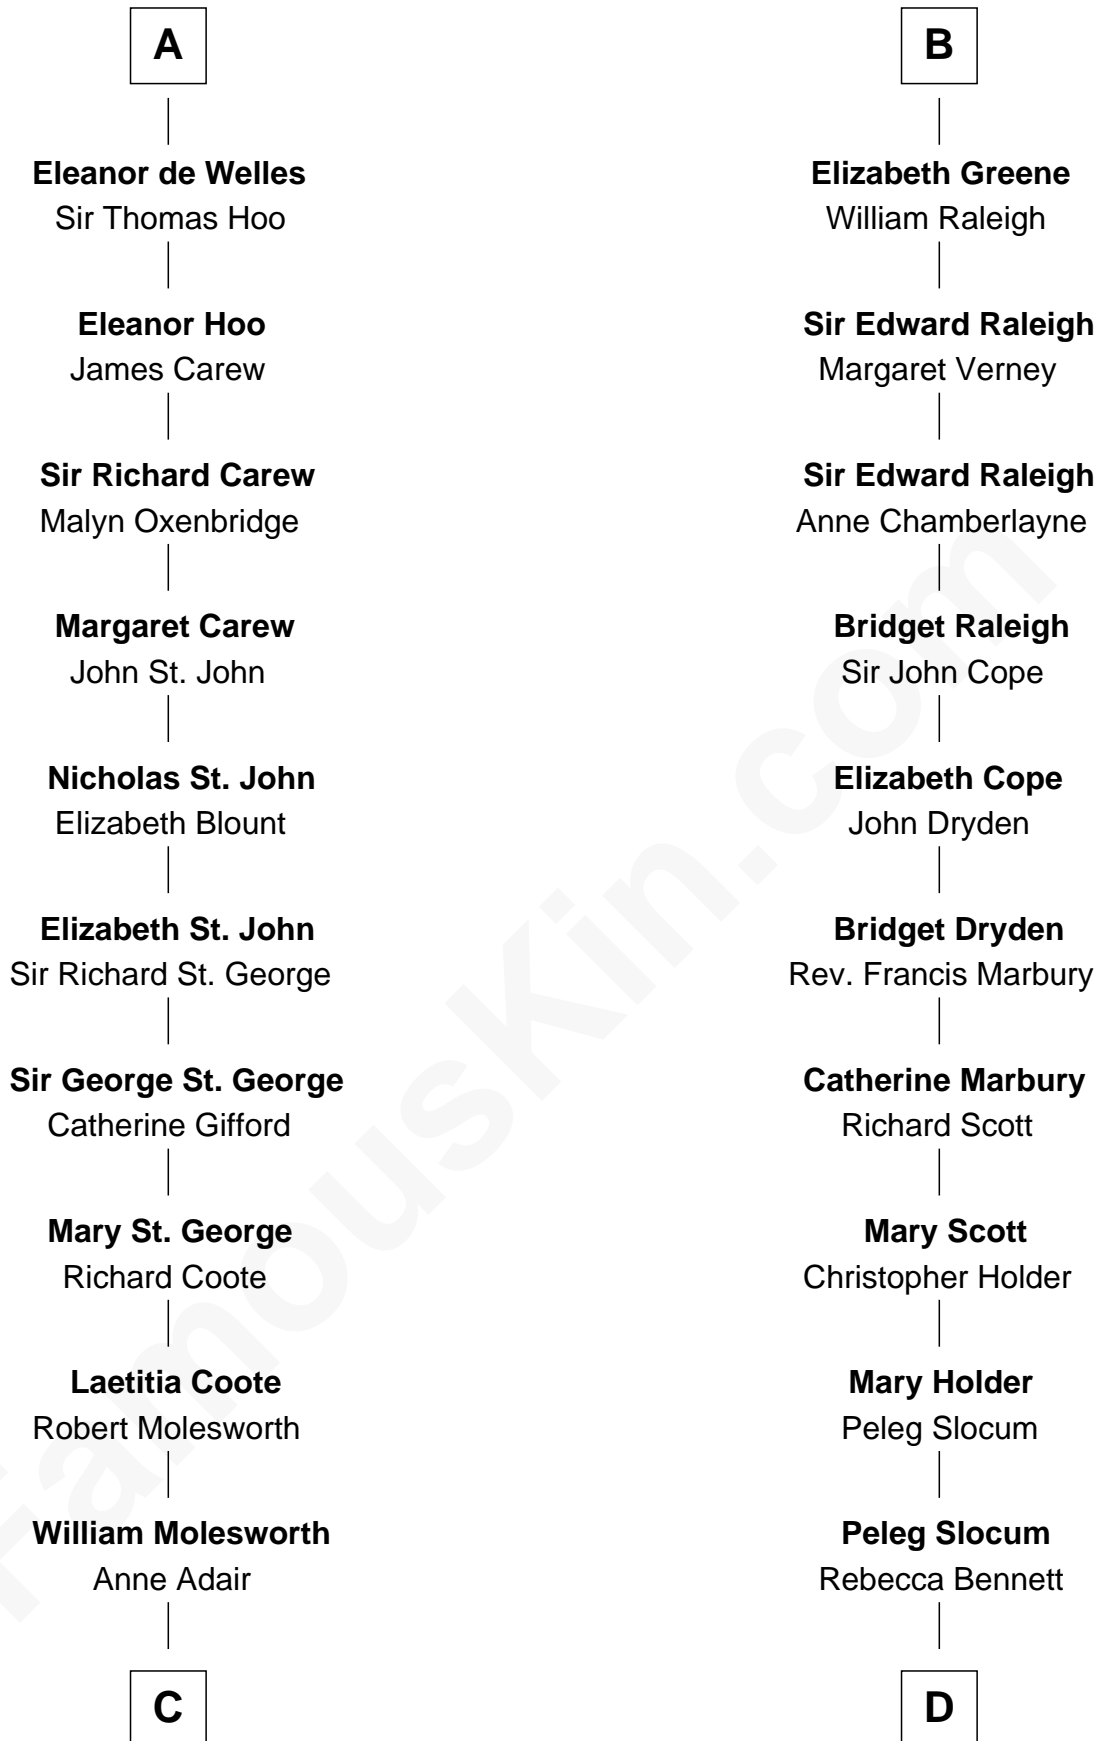 A
Eleanor de Welles
Sir Thomas Hoo
Eleanor Hoo
James Carew
Sir Richard Carew
Malyn Oxenbridge
Margaret Carew
John St. John
Nicholas St. John
Elizabeth Blount
Elizabeth St. John
Sir Richard St. George
Sir George St. George
Catherine Gifford
Mary St. George
Richard Coote
Laetitia Coote
Robert Molesworth
William Molesworth
Anne Adair
C
B
Elizabeth Greene
William Raleigh
Sir Edward Raleigh
Margaret Verney
Sir Edward Raleigh
Anne Chamberlayne
Bridget Raleigh
Sir John Cope
Elizabeth Cope
John Dryden
Bridget Dryden
Rev. Francis Marbury
Catherine Marbury
Richard Scott
Mary Scott
Christopher Holder
Mary Holder
Peleg Slocum
Peleg Slocum
Rebecca Bennett
D
FamousKin.com